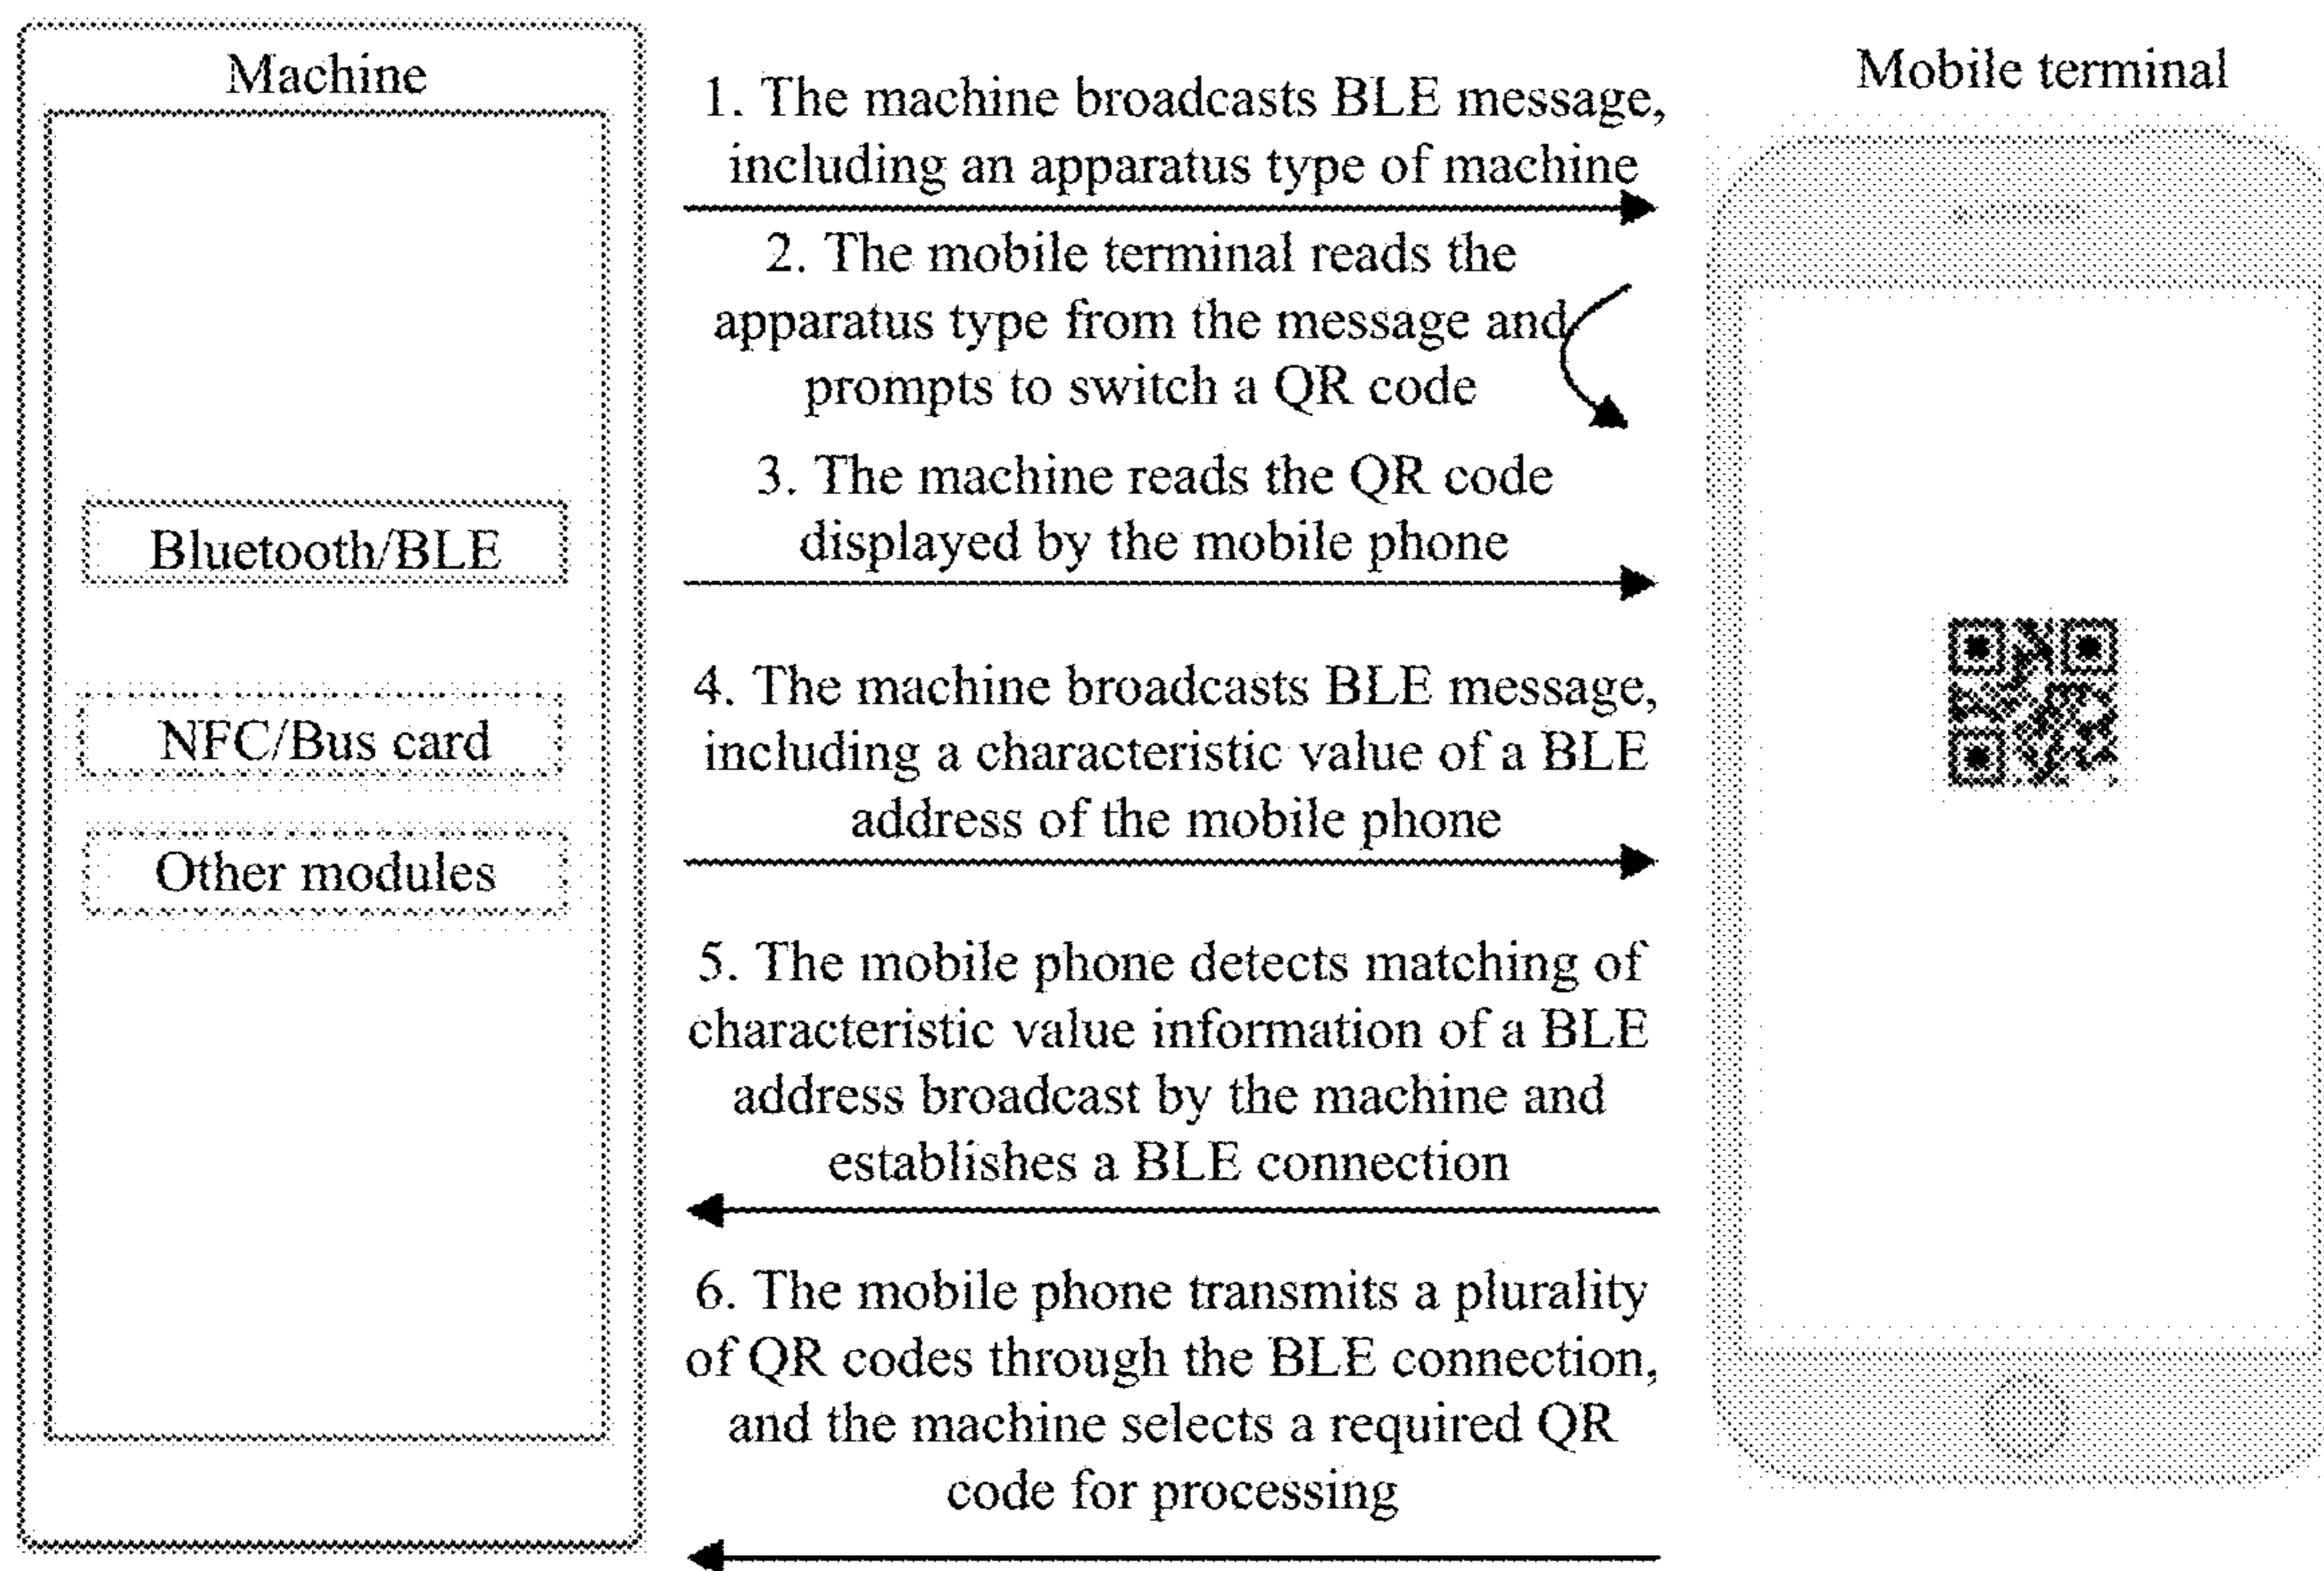 Machine
Bluetooth/BLE
NFC/Bus card
Other modules
1. The machine broadcasts BLE message,
including an apparatus type of machine
2. The mobile terminal reads the
apparatus type from the message and
prompts to switch a QR code
3. The machine reads the QR code
displayed by the mobile phone
4. The machine broadcasts BLE message,
including a characteristic value of a BLE
address of the mobile phone
5. The mobile phone detects matching of
characteristic value information of a BLE
address broadcast by the machine and
establishes a BLE connection
6. The mobile phone transmits a plurality
of QR codes through the BLE connection,
and the machine selects a required QR
code for processing
Mobile terminal